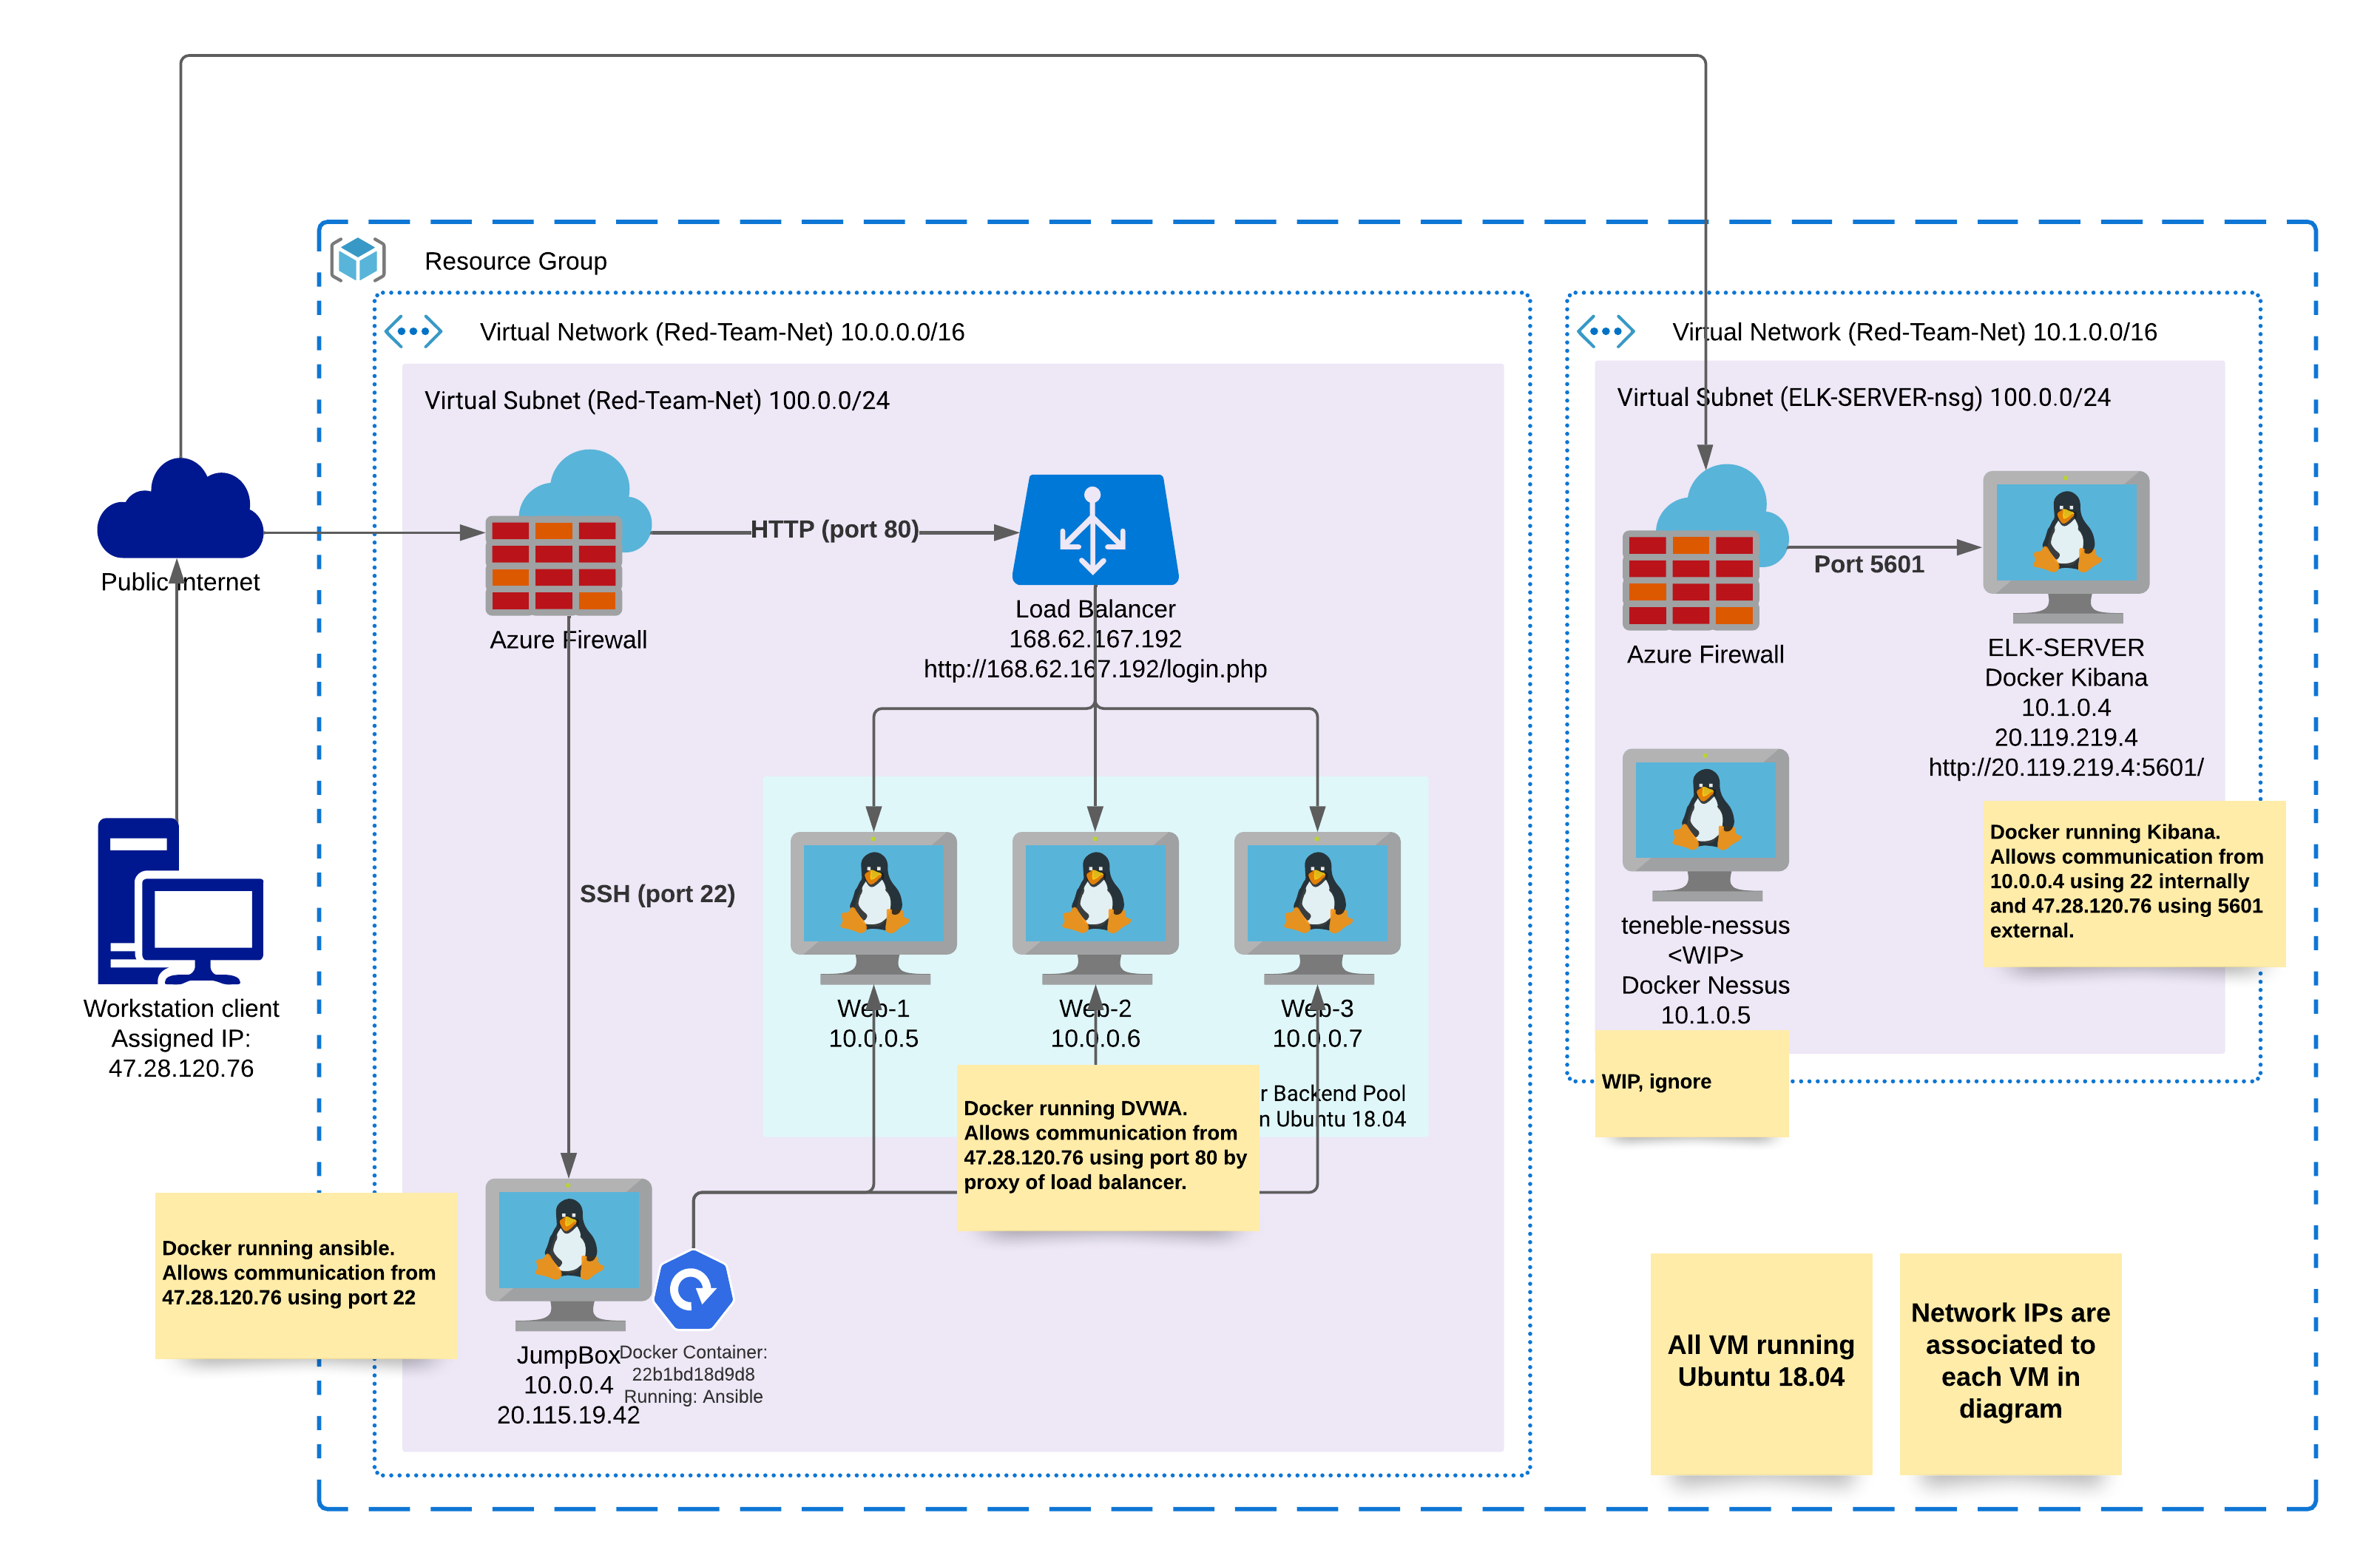 Resource Group
Virtual Network (Red-Team-Net) 10.0.0.0/16
Virtual Subnet (Red-Team-Net) 100.0.0/24
Public Internet
Azure Firewall
HTTP (port 80)
Load Balancer
168.62.167.192
http://168.62.167.192/login.php
SSH (port 22)
Workstation client
Assigned IP:
47.28.120.76
Web-1
10.0.0.5
Web-2
10.0.0.6
Web-3
10.0.0.7
r Backend Pool
n Ubuntu 18.04
Docker running DVWA.
Allows communication from
47.28.120.76 using port 80 by
proxy of load balancer.
Docker running ansible.
Allows communication from
47.28.120.76 using port 22
JumpBox
10.0.0.4
20.115.19.42
Docker Container:
22b1bd18d9d8
Running: Ansible
Virtual Network (Red-Team-Net) 10.1.0.0/16
Virtual Subnet (ELK-SERVER-nsg) 100.0.0/24
Azure Firewall
Port 5601
ELK-SERVER
Docker Kibana
10.1.0.4
20.119.219.4
http://20.119.219.4:5601/
Docker running Kibana.
Allows communication from
10.0.0.4 using 22 internally
and 47.28.120.76 using 5601
external.
teneble-nessus
<WIP>
Docker Nessus
10.1.0.5
WIP, ignore
All VM running
Ubuntu 18.04
Network IPs are
associated to
each VM in
diagram